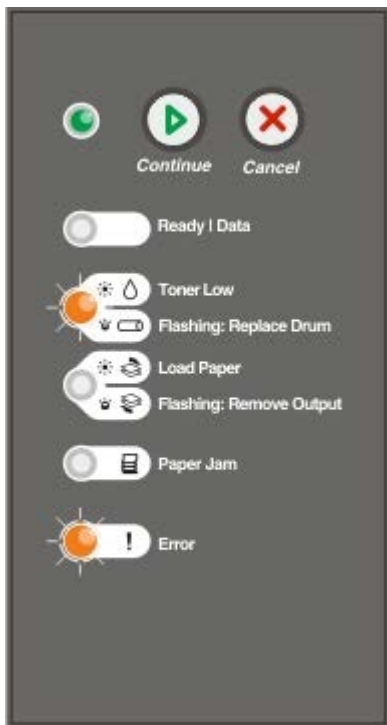 Continue Cancel
Ready | Data
Toner Low
Flashing: Replace Drum
Load Paper
Flashing: Remove Output
Paper Jam
! Error